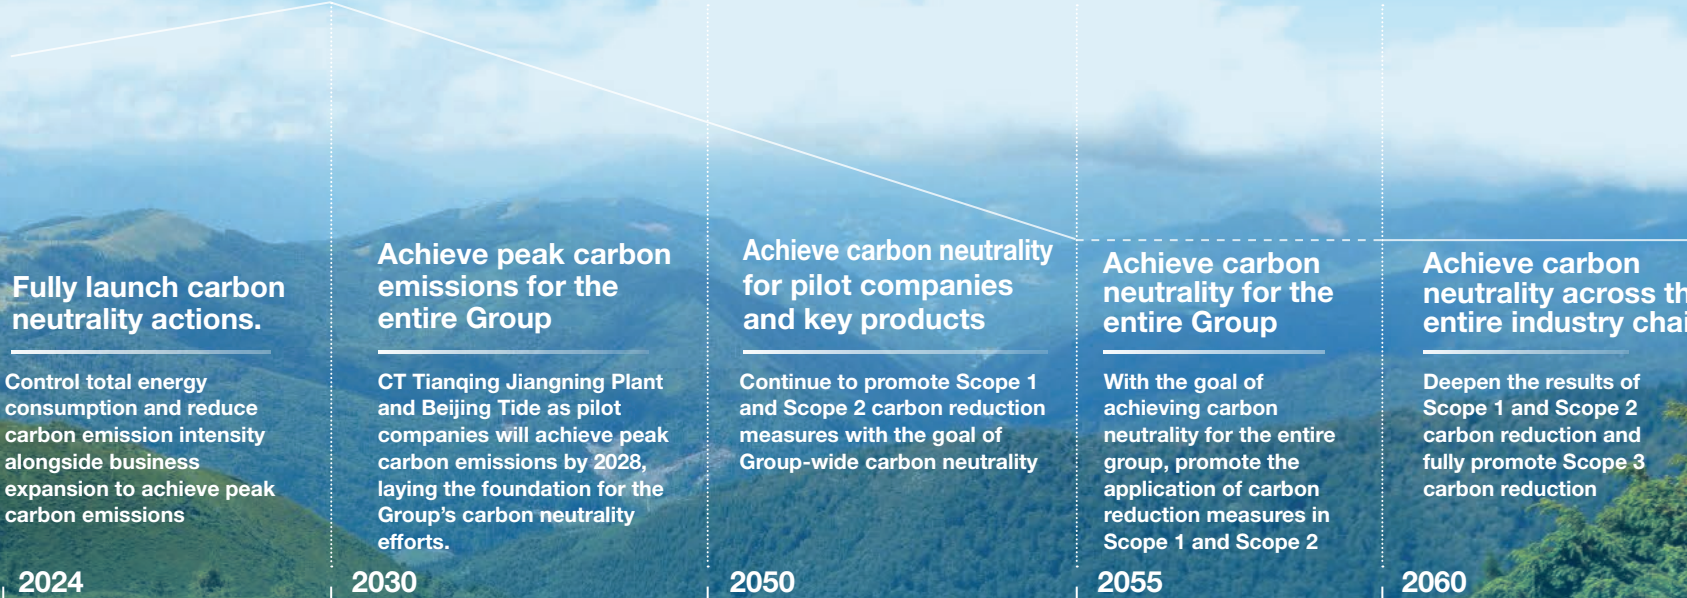 Fully launch carbon
neutrality actions.
Control total energy
consumption and reduce
carbon emission intensity
alongside business
expansion to achieve peak
carbon emissions
2024
Achieve peak carbon
emissions for the
entire Group
CT Tianqing Jiangning Plant
and Beijing Tide as pilot
companies will achieve peak
carbon emissions by 2028,
laying the foundation for the
Group's carbon neutrality
efforts.
2030
Achieve carbon neutrality
for pilot companies
and key products
Continue to promote Scope 1
and Scope 2 carbon reduction
measures with the goal of
Group-wide carbon neutrality
2050
Achieve carbon
neutrality for the
entire Group
With the goal of
achieving carbon
neutrality for the entire
group, promote the
application of carbon
reduction measures in
Scope 1 and Scope 2
2055
Achieve carbon
neutrality across th
entire industry chai
Deepen the results of
Scope 1 and Scope 2
carbon reduction and
fully promote Scope 3
carbon reduction
2060